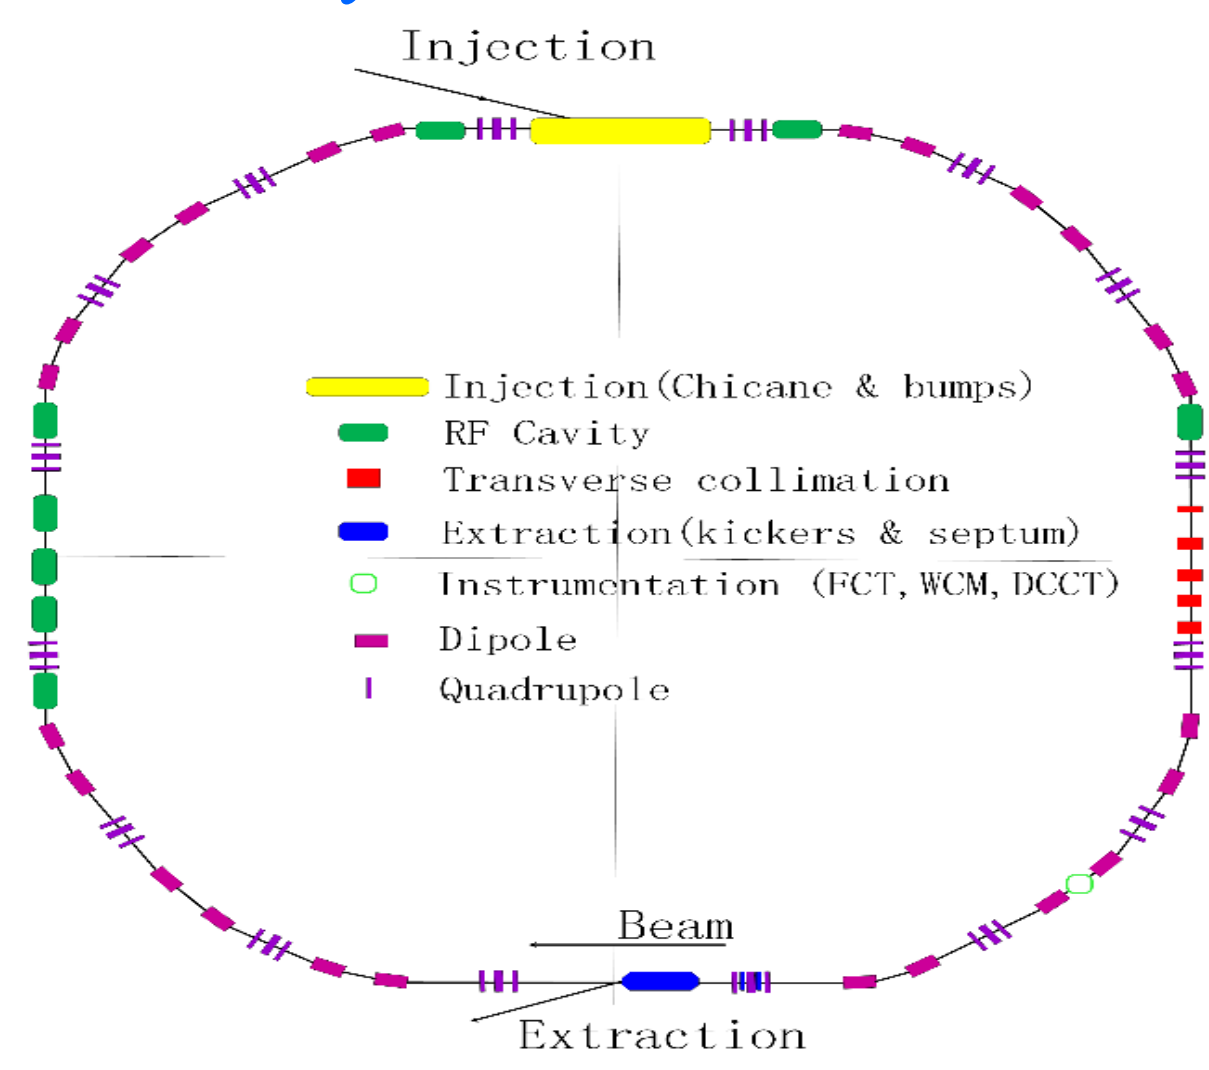 Injection
Injection(Chicane & bumps)
RF Cavity
Transverse collimation
Extraction(kickers & septum)
Instrumentation (FCT, WCM, DCCT)
Dipole
Quadrupole
Beam
Extraction